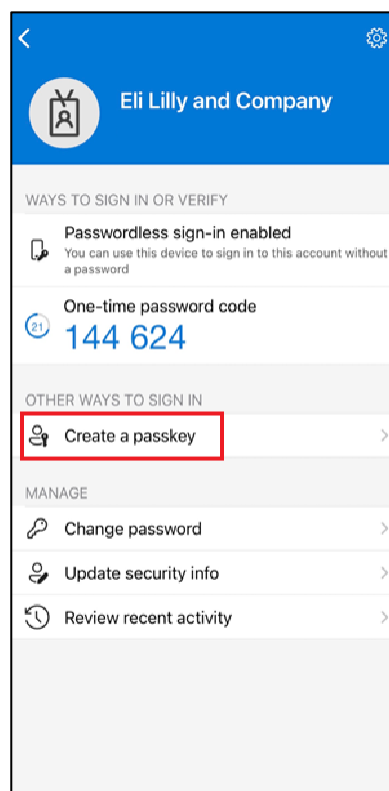 Eli Lilly and Company
WAYS TO SIGN IN OR VERIFY
Passwordless sign-in enabled
You can use this device to sign in to this account without
a password
One-time password code
21
144 624
OTHER WAYS TO SIGN IN
Create a passkey
MANAGE
Change password
Update security info
Review recent activity